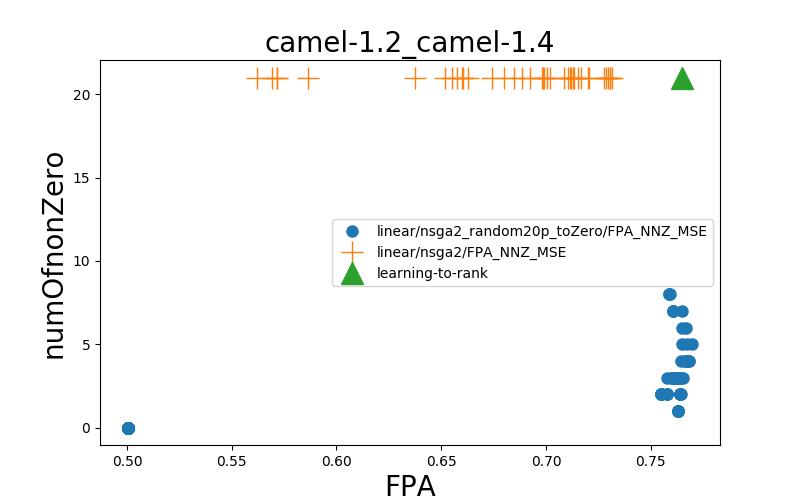 camel-1.2_camel-1.4
numOfnonZero
20
15
10
5
0
linear/nsga2_random20p_toZero/FPA_NNZ_MSE
linear/nsga2/FPA_NNZ_MSE
learning-to-rank
0.50 0.55 0.60 0.65 0.70 0.75
FPA